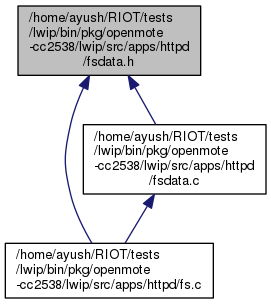 /home/ayush/RIOT/tests
/lwip/bin/pkg/openmote
-cc2538/lwip/src/apps/httpd
/fsdata.h
/home/ayush/RIOT/tests
/lwip/bin/pkg/openmote
-cc2538/lwip/src/apps/httpd
/fsdata.c
/home/ayush/RIOT/tests
/lwip/bin/pkg/openmote
-cc2538/lwip/src/apps/httpd/fs.c